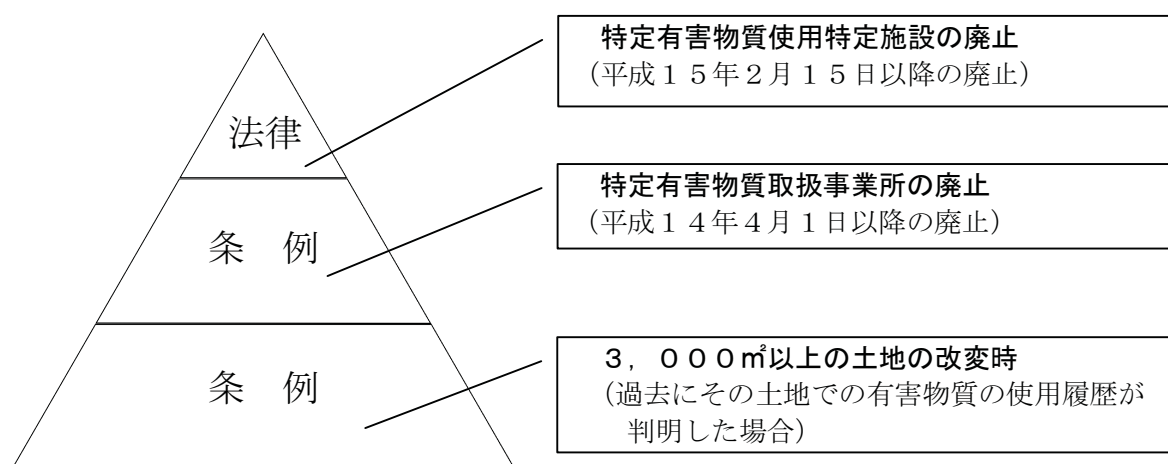 特定有害物質使用特定施設の廃止
(平成15年2月15日以降の廃止)
法律
特定有害物質取扱事業所の廃止
(平成14年4月1日以降の廃止)
条　例
3,000㎡以上の土地の改変時
(過去にその土地での有害物質の使用履歴が
判明した場合)
条　例